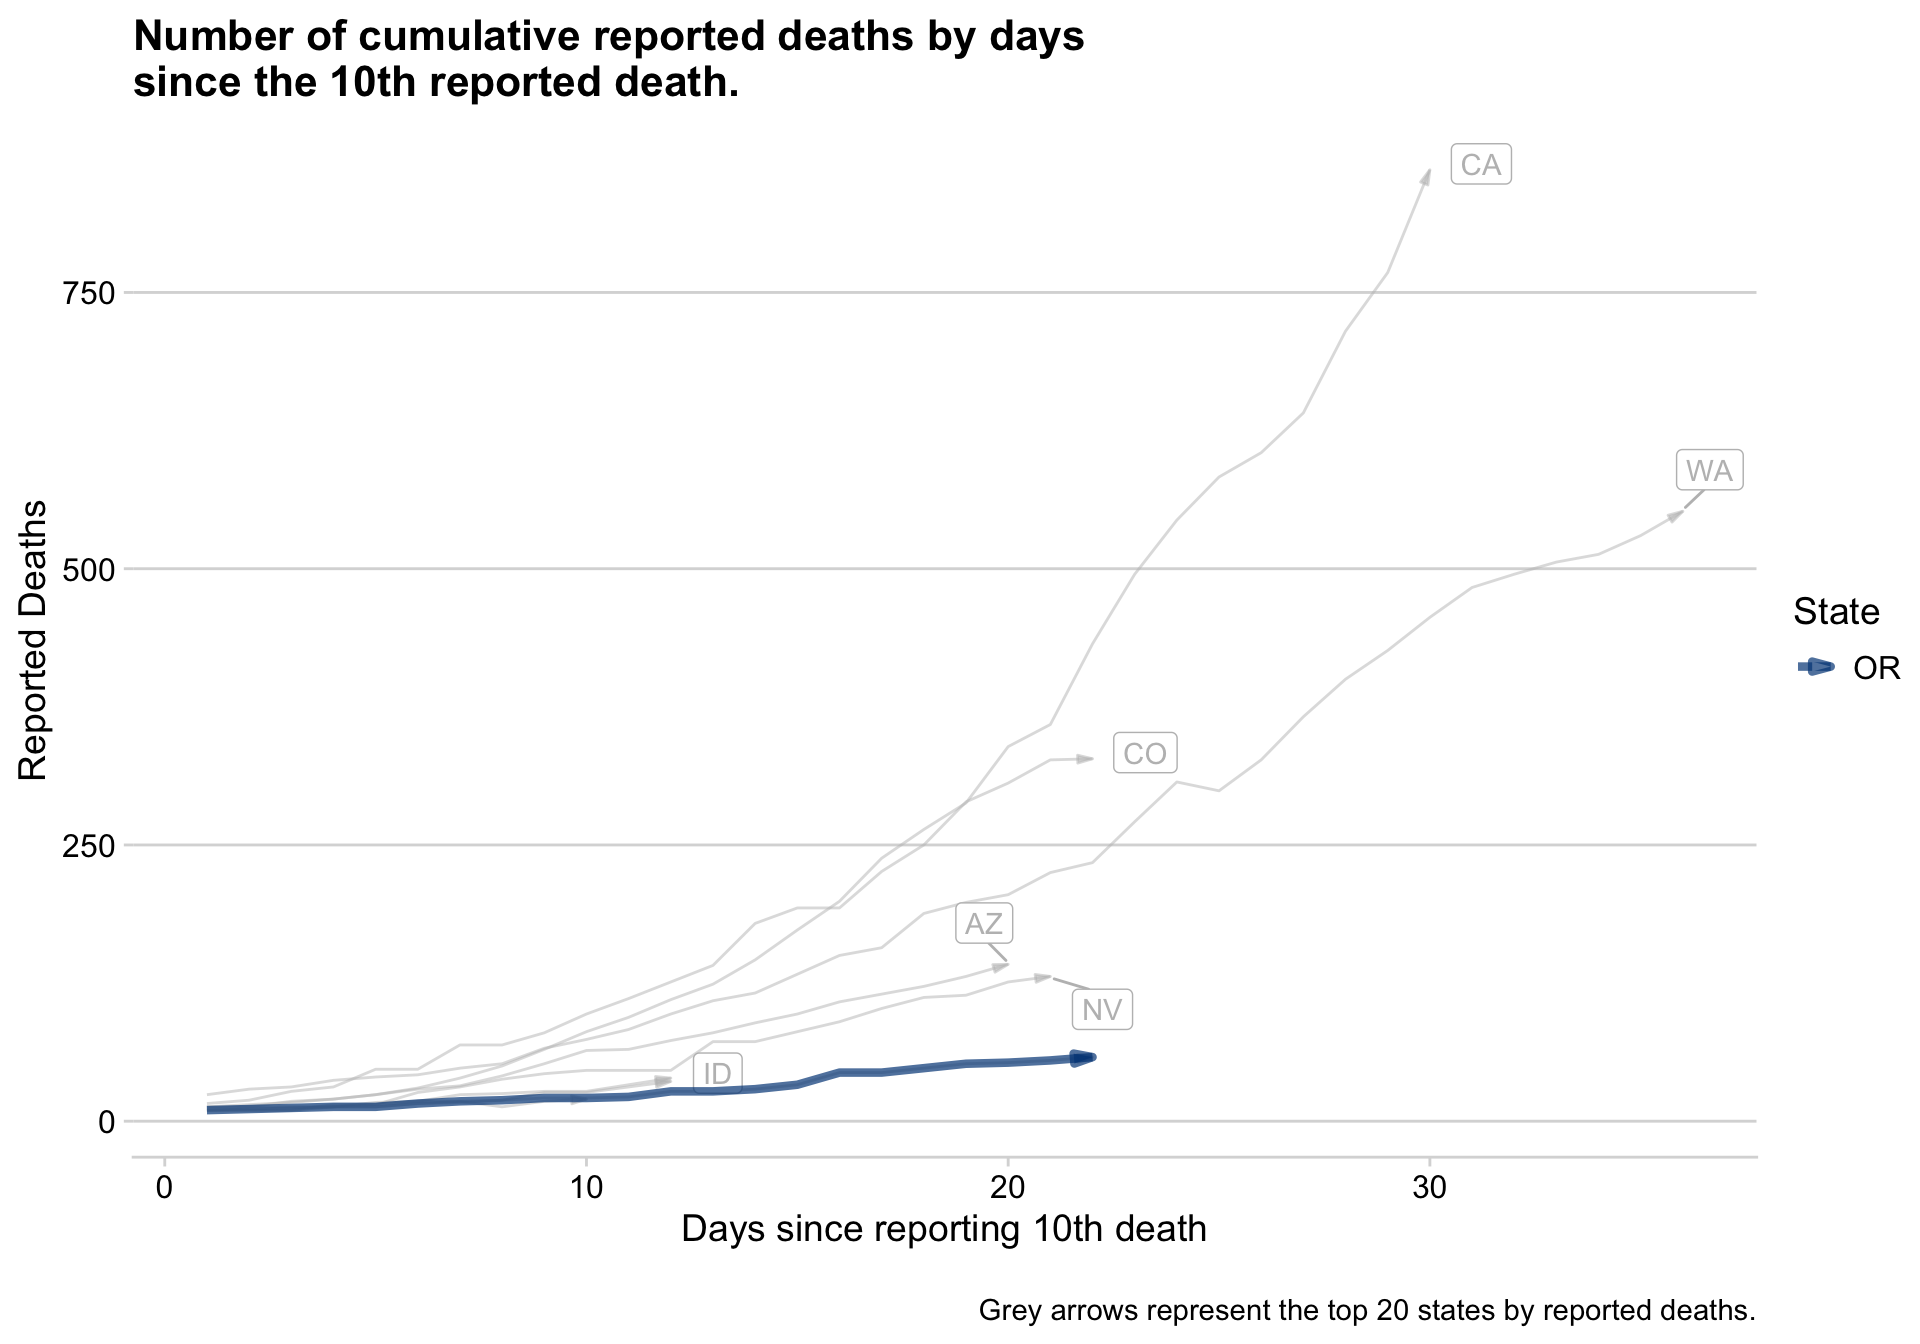 Number of cumulative reported deaths by days
since the 10th reported death.
CA
750
WA
Reported Deaths
500
State
OR
CO
250
AZ
NV
ID
0
0 10 20 30
Days since reporting 10th death
Grey arrows represent the top 20 states by reported deaths.